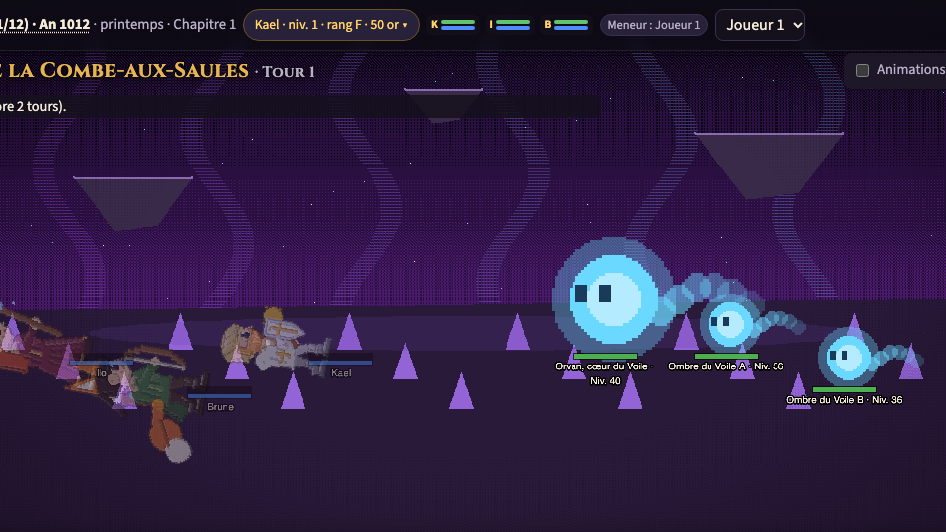 1/12) · An 1012 · printemps · Chapitre 1
Kael · niv. 1 · rang F · 50 or ▾
K I B
Meneur : Joueur 1
Joueur 1
E LA COMBE-AUX-SAULES · TOUR 1
Animations
ore 2 tours).
Ilo
Kael
Brune
Orvan, cœur du Voile
Niv. 40
Ombre du Voile A · Niv.
Ombre du Voile B · Niv. 36